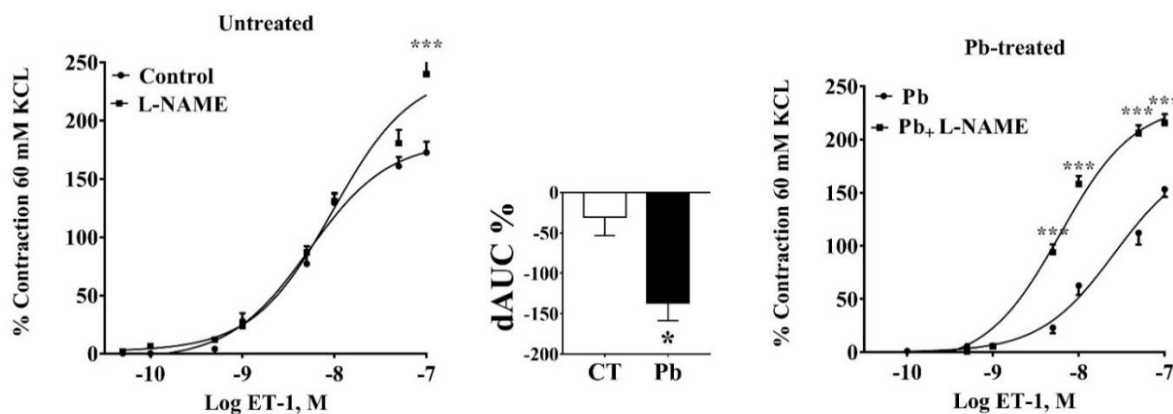 Untreated
***
250
200
150
100
50
0
% Contraction 60 mM KCL
Control
L-NAME
-10 -9 -8 -7
Log ET-1, M
0
-50
-100
-150
-200
dAUC %
*
CT Pb
Pb-treated
250
200
150
100
50
0
% Contraction 60 mM KCL
Pb
Pb+ L-NAME
*** ***
***
***
-10 -9 -8 -7
Log ET-1, M